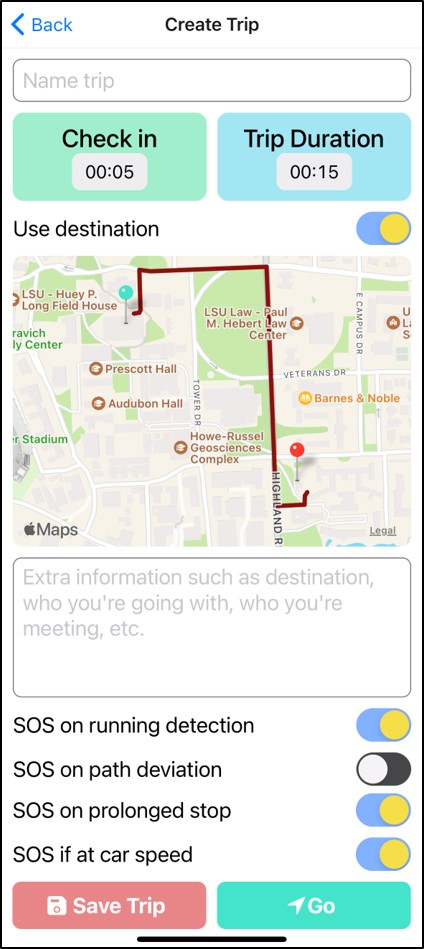 Back
Create Trip
Name trip
Check in
00:05
Trip Duration
00:15
Use destination
LSU - Huey P.
Long Field House
LSU Law - Paul
M. Hebert Law
Center
E CAMPUS DR
U
La
S
ravich
ly Center
Prescott Hall
VETERANS DR
TOWER DR
Audubon Hall
Barnes & Noble
er Stadium
Howe-Russel
Geosciences
Complex
HIGHLAND R
Maps
Legal
Extra information such as destination,
who you're going with, who you're
meeting, etc.
SOS on running detection
SOS on path deviation
SOS on prolonged stop
SOS if at car speed
Save Trip
Go